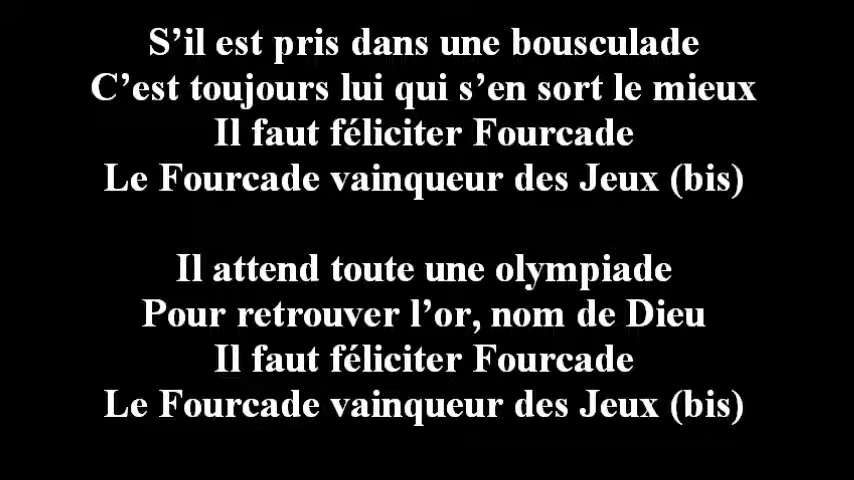 S’il est pris dans une bousculade
C’est toujours lui qui s’en sort le mieux
Il faut féliciter Fourcade
Le Fourcade vainqueur des Jeux (bis)
Il attend toute une olympiade
Pour retrouver l’or, nom de Dieu
Il faut féliciter Fourcade
Le Fourcade vainqueur des Jeux (bis)